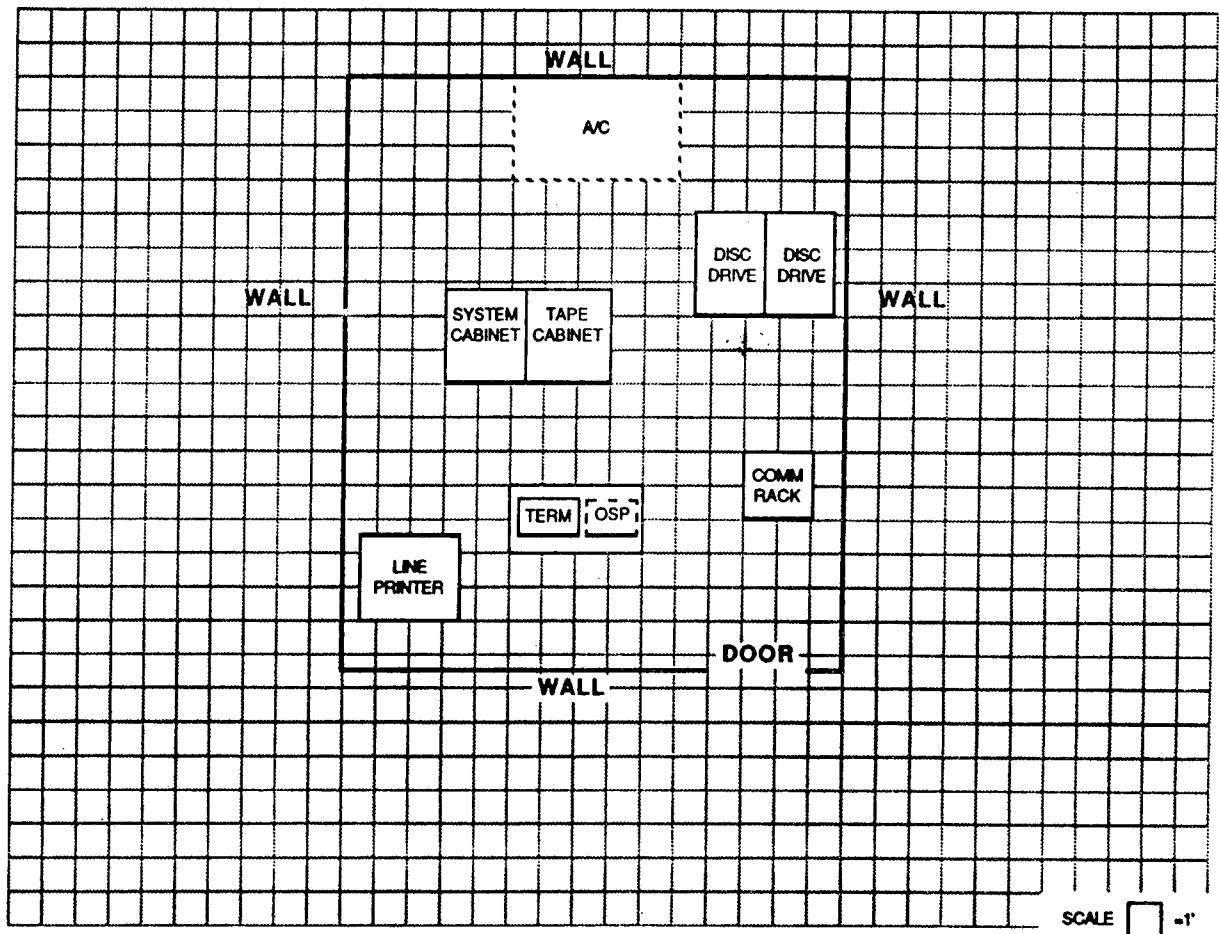 WALL
A/C
DISC
DRIVE
DISC
DRIVE
WALL
WALL
SYSTEM
CABINET
TAPE
CABINET
COMM
RACK
TERM
OSP
LINE
PRINTER
DOOR
WALL
SCALE =1'